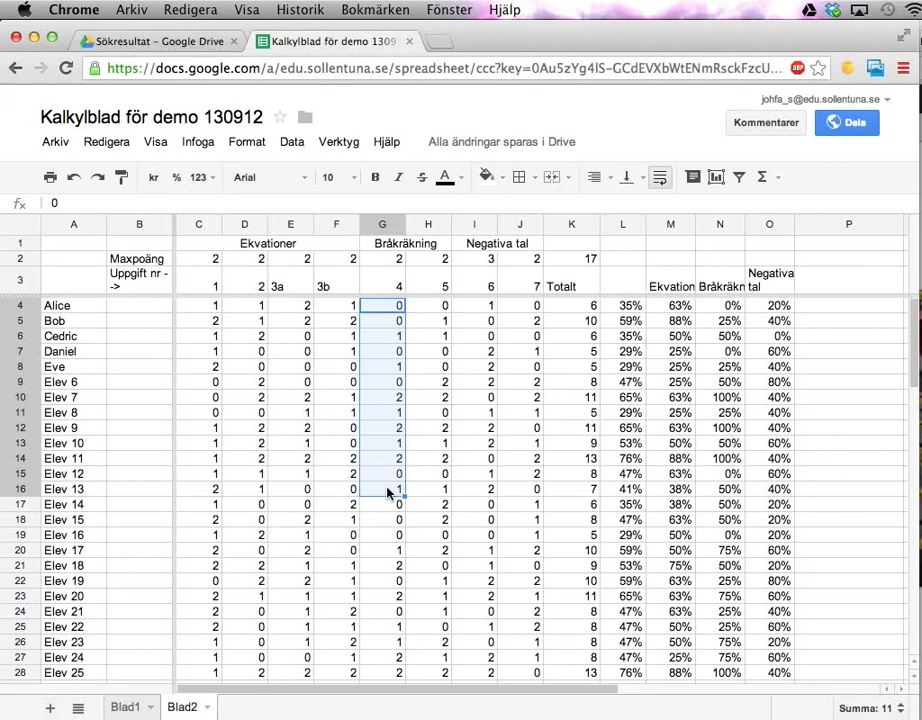 Chrome Arkiv Redigera Visa Historik Bokmärken Fönster Hjälp
Sökresultat – Google Drive Kalkylblad för demo 1309
https://docs.google.com/a/edu.sollentuna.se/spreadsheet/ccc?key=0Au5zYg4lS-GCdEVXbWtENmRsckFzcU...
ABP
johfa_s@edu.sollentuna.se
Kalkylblad för demo 130912
Kommentarer Dela
Arkiv Redigera Visa Infoga Format Data Verktyg Hjälp Alla ändringar sparas i Drive
kr % 123 Arial 10 B I S A Σ
fx 0
A B C D E F G H I J K L M N O P
1 Ekvationer Bråkräkning Negativa tal
2 Maxpoäng 2 2 2 2 2 2 3 2 17
3 Uppgift nr --> 1 2 3a 3b 4 5 6 7 Totalt Ekvation Bråkräkn Negativa tal
4 Alice 1 1 2 1 0 0 1 0 6 35% 63% 0% 20%
5 Bob 2 1 2 2 0 1 0 2 10 59% 88% 25% 40%
6 Cedric 1 2 0 1 1 1 0 0 6 35% 50% 50% 0%
7 Daniel 1 0 0 1 0 0 2 1 5 29% 25% 0% 60%
8 Eve 2 0 0 0 1 0 2 0 5 29% 25% 25% 40%
9 Elev 6 0 2 0 0 0 2 2 2 8 47% 25% 50% 80%
10 Elev 7 0 2 2 1 2 2 0 2 11 65% 63% 100% 40%
11 Elev 8 0 0 1 1 1 0 1 1 5 29% 25% 25% 40%
12 Elev 9 1 2 2 0 2 2 2 0 11 65% 63% 100% 40%
13 Elev 10 1 2 1 0 1 1 2 1 9 53% 50% 50% 60%
14 Elev 11 1 2 2 2 2 2 0 2 13 76% 88% 100% 40%
15 Elev 12 1 1 1 2 0 0 1 2 8 47% 63% 0% 60%
16 Elev 13 2 1 0 0 1 1 2 0 7 41% 38% 50% 40%
17 Elev 14 1 0 0 2 0 2 0 1 6 35% 38% 50% 20%
18 Elev 15 2 0 2 1 0 2 0 1 8 47% 63% 50% 20%
19 Elev 16 1 2 1 0 0 0 0 1 5 29% 50% 0% 20%
20 Elev 17 2 0 2 0 1 2 1 2 10 59% 50% 75% 60%
21 Elev 18 2 2 1 1 2 0 1 0 9 53% 75% 50% 20%
22 Elev 19 0 2 2 1 0 1 2 2 10 59% 63% 25% 80%
23 Elev 20 2 1 1 1 2 1 2 1 11 65% 63% 75% 60%
24 Elev 21 2 0 1 2 0 1 0 2 8 47% 63% 25% 40%
25 Elev 22 2 0 1 1 1 0 1 2 8 47% 50% 25% 60%
26 Elev 23 1 0 1 2 1 2 0 1 8 47% 50% 75% 20%
27 Elev 24 1 0 0 1 2 1 2 1 8 47% 25% 75% 60%
28 Elev 25 1 2 2 2 2 2 2 0 13 76% 88% 100% 40%
+ Blad1 Blad2 Summa: 11